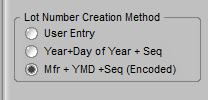 Lot Number Creation Method
User Entry
Year+Day of Year + Seq
Mfr + YMD +Seq (Encoded)